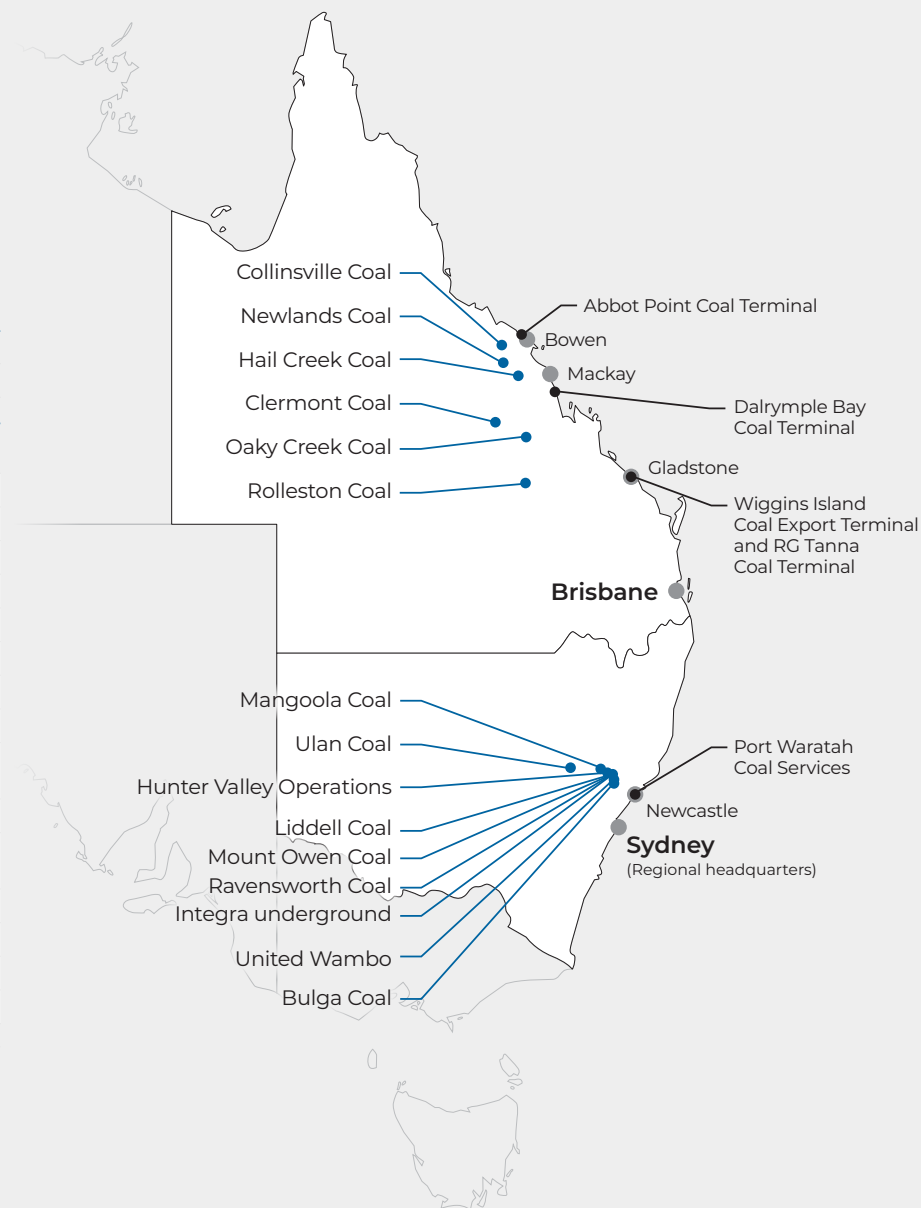 Collinsville Coal
Abbot Point Coal Terminal
Newlands Coal
Bowen
Hail Creek Coal
Mackay
Clermont Coal
Dalrymple Bay
Coal Terminal
Oaky Creek Coal
Gladstone
Rolleston Coal
Wiggins Island
Coal Export Terminal
and RG Tanna
Coal Terminal
Brisbane
Mangoola Coal
Ulan Coal
Port Waratah
Coal Services
Hunter Valley Operations
Newcastle
Liddell Coal
Sydney
(Regional headquarters)
Mount Owen Coal
Ravensworth Coal
Integra underground
United Wambo
Bulga Coal